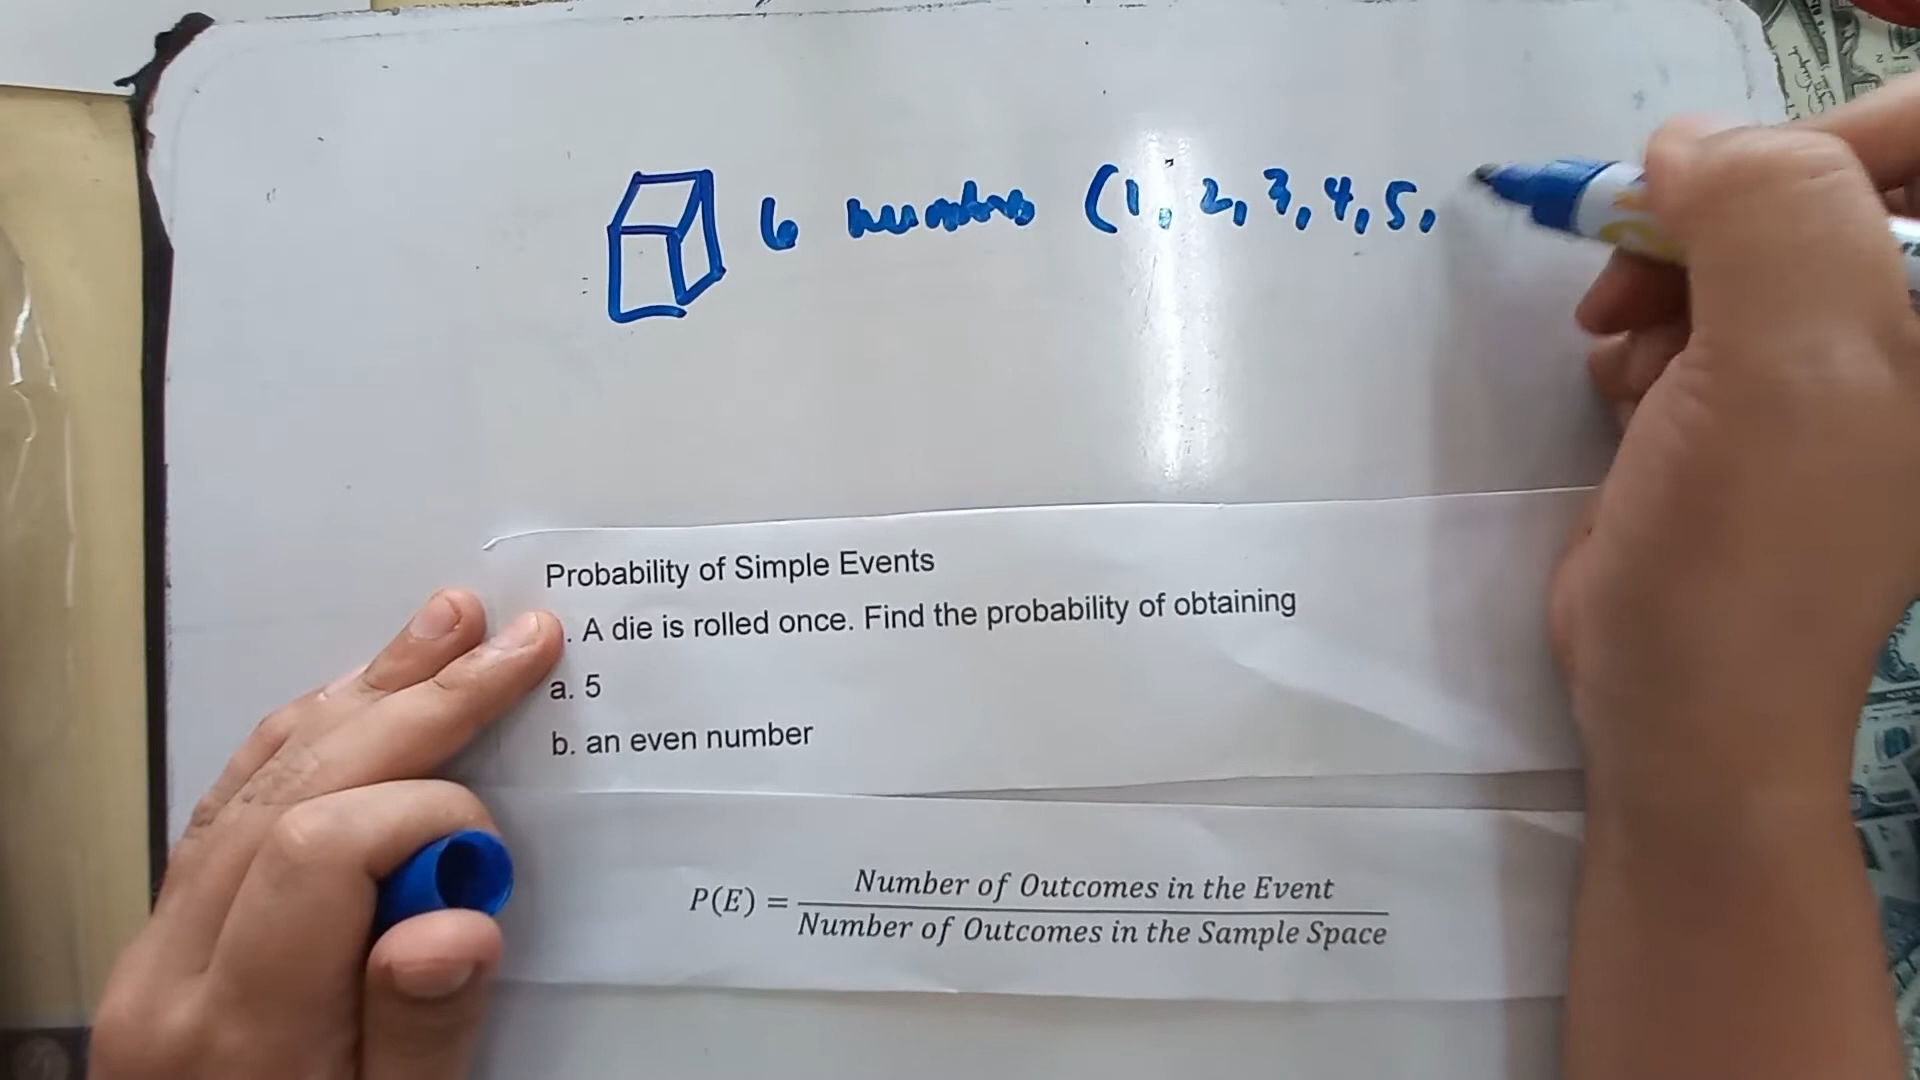 6 numbers (1, 2, 3, 4, 5,
Probability of Simple Events
. A die is rolled once. Find the probability of obtaining
a. 5
b. an even number
P(E) = Number of Outcomes in the Event
Number of Outcomes in the Sample Space